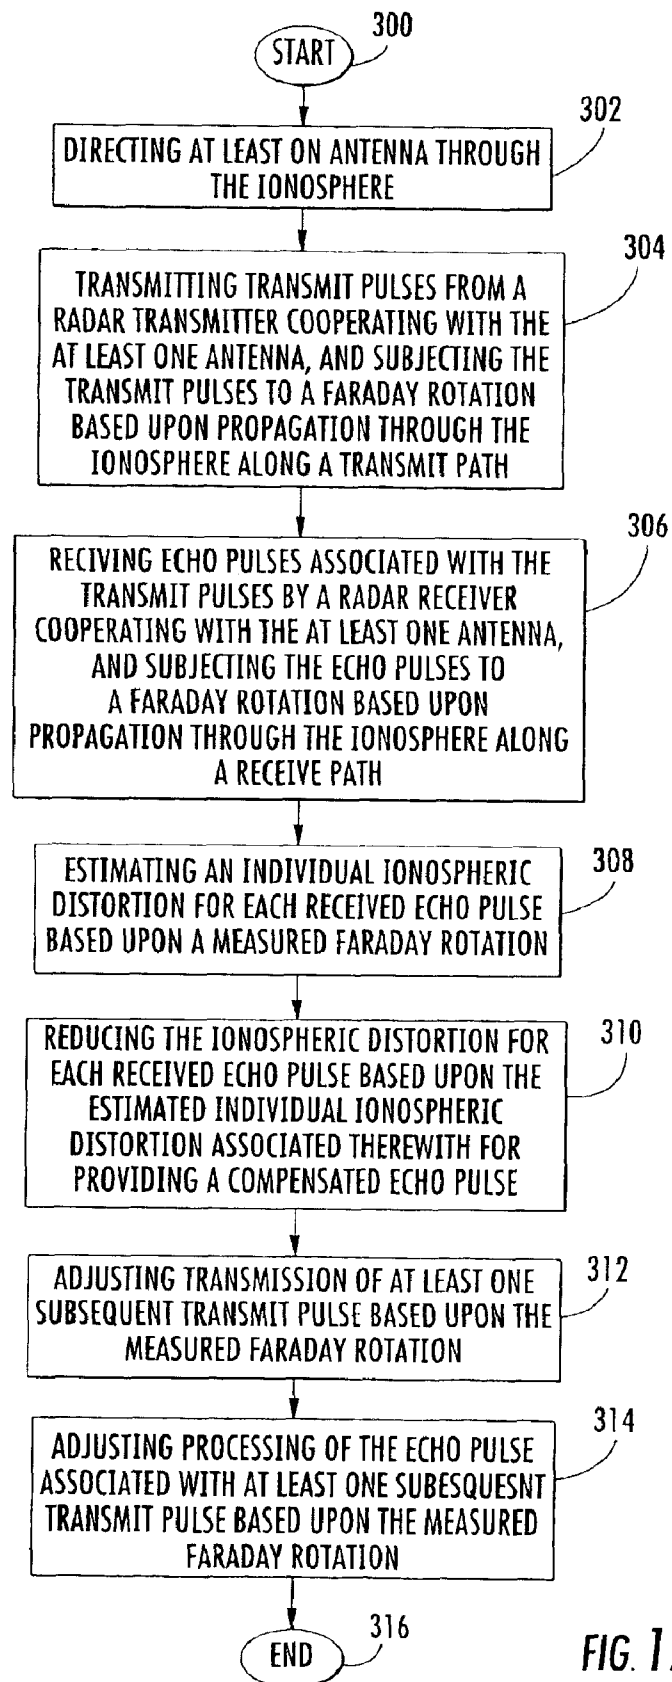 START
300
302
DIRECTING AT LEAST ON ANTENNA THROUGH
THE IONOSPHERE
304
TRANSMITTING TRANSMIT PULSES FROM A
RADAR TRANSMITTER COOPERATING WITH THE
AT LEAST ONE ANTENNA, AND SUBJECTING THE
TRANSMIT PULSES TO A FARADAY ROTATION
BASED UPON PROPAGATION THROUGH THE
IONOSPHERE ALONG A TRANSMIT PATH
306
RECIVING ECHO PULSES ASSOCIATED WITH THE
TRANSMIT PULSES BY A RADAR RECEIVER
COOPERATING WITH THE AT LEAST ONE ANTENNA,
AND SUBJECTING THE ECHO PULSES TO
A FARADAY ROTATION BASED UPON
PROPAGATION THROUGH THE IONOSPHERE ALONG
A RECEIVE PATH
308
ESTIMATING AN INDIVIDUAL IONOSPHERIC
DISTORTION FOR EACH RECEIVED ECHO PULSE
BASED UPON A MEASURED FARADAY ROTATION
310
REDUCING THE IONOSPHERIC DISTORTION FOR
EACH RECEIVED ECHO PULSE BASED UPON THE
ESTIMATED INDIVIDUAL IONOSPHERIC
DISTORTION ASSOCIATED THEREWITH FOR
PROVIDING A COMPENSATED ECHO PULSE
312
ADJUSTING TRANSMISSION OF AT LEAST ONE
SUBSEQUENT TRANSMIT PULSE BASED UPON THE
MEASURED FARADAY ROTATION
314
ADJUSTING PROCESSING OF THE ECHO PULSE
ASSOCIATED WITH AT LEAST ONE SUBESQUESNT
TRANSMIT PULSE BASED UPON THE MEASURED
FARADAY ROTATION
316
END
FIG.